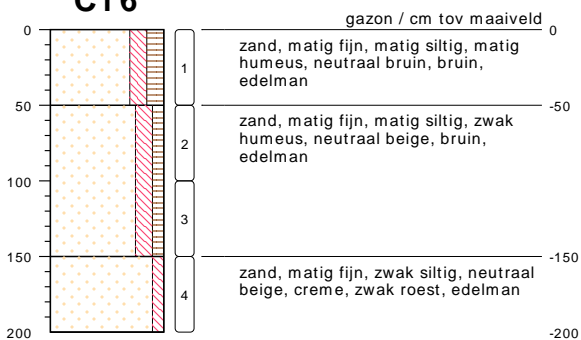 gazon / cm tov maaiveld
0
0
zand, matig fijn, matig siltig, matig
humeus, neutraal bruin, bruin,
edelman
1
50
-50
zand, matig fijn, matig siltig, zwak
humeus, neutraal beige, bruin,
edelman
2
100
3
150
-150
zand, matig fijn, zwak siltig, neutraal
beige, creme, zwak roest, edelman
4
200
-200